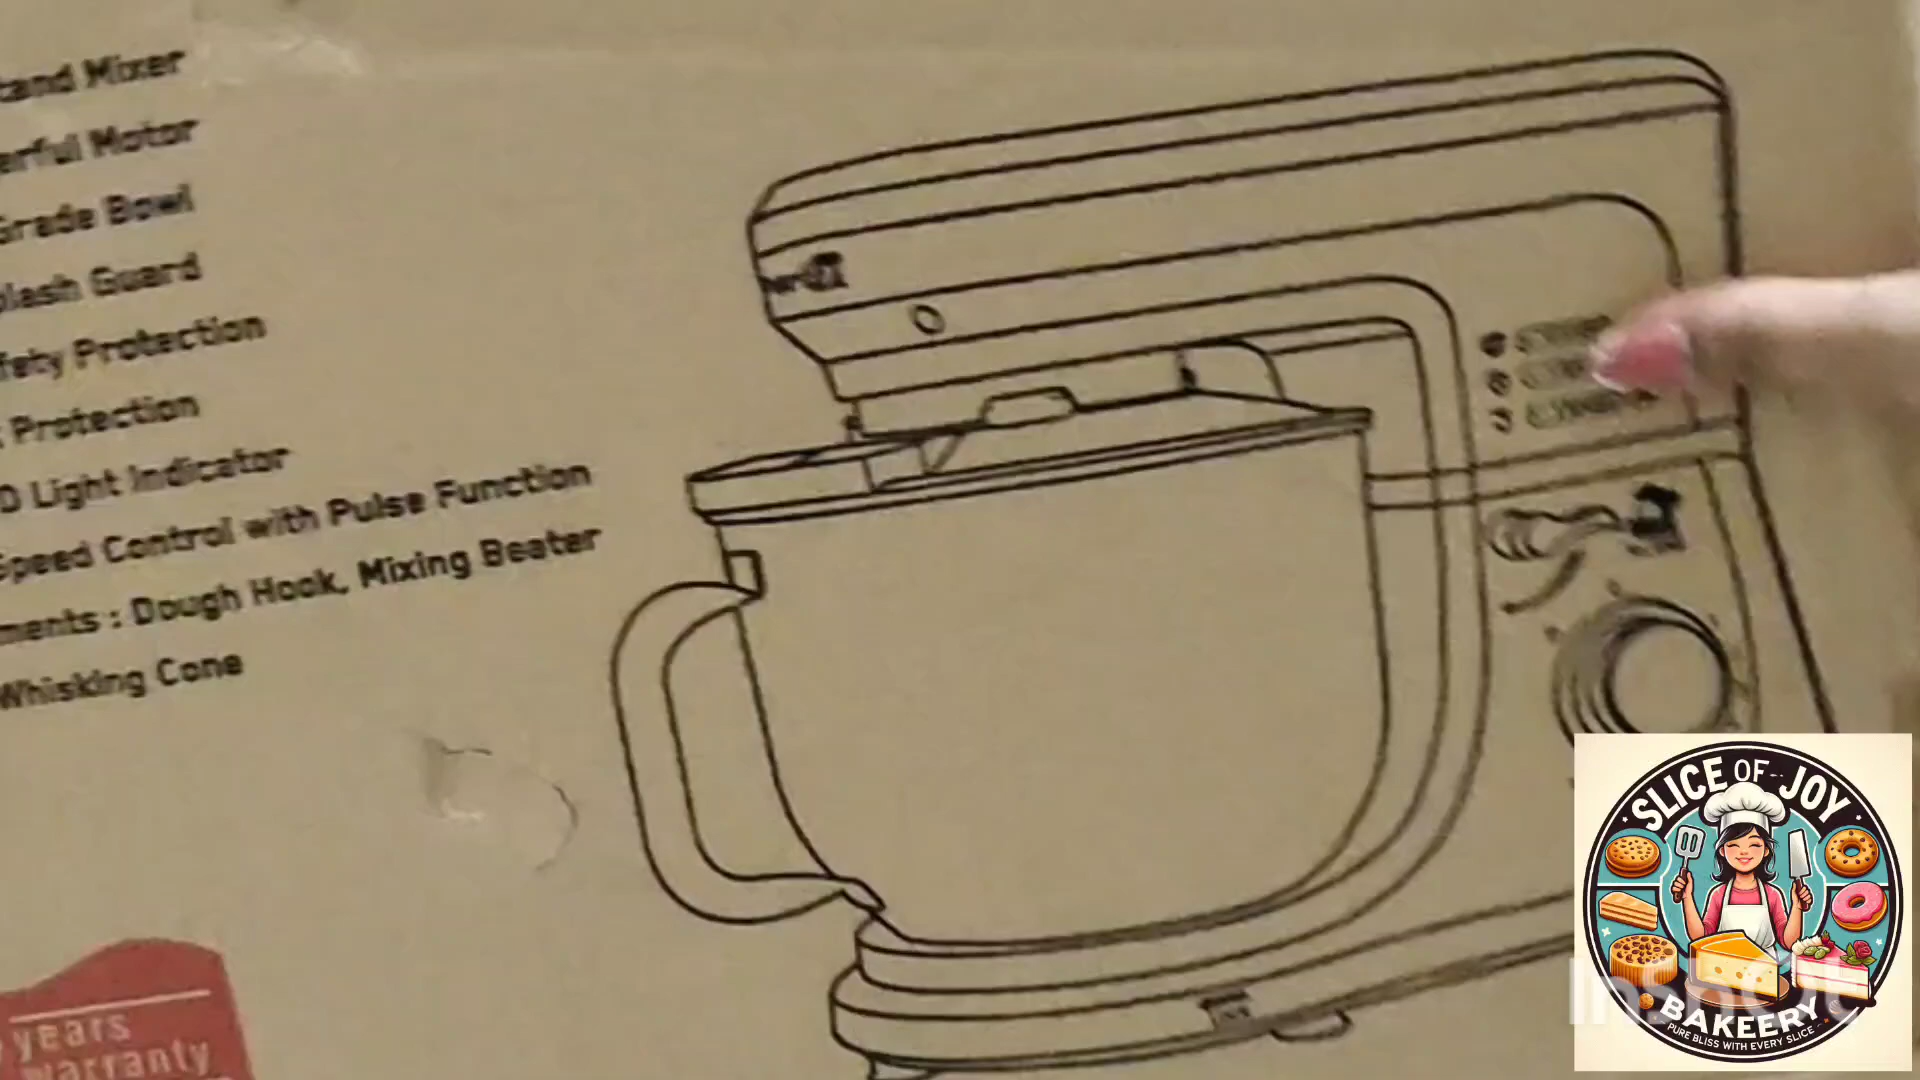 tand Mixer
erful Motor
Grade Bowl
plash Guard
fety Protection
Protection
D Light Indicator
Speed Control with Pulse Function
ments : Dough Hook, Mixing Beater
Whisking Cone
years
warranty
SLICE OF JOY
BAKEERY
PURE BLISS WITH EVERY SLICE
InShot